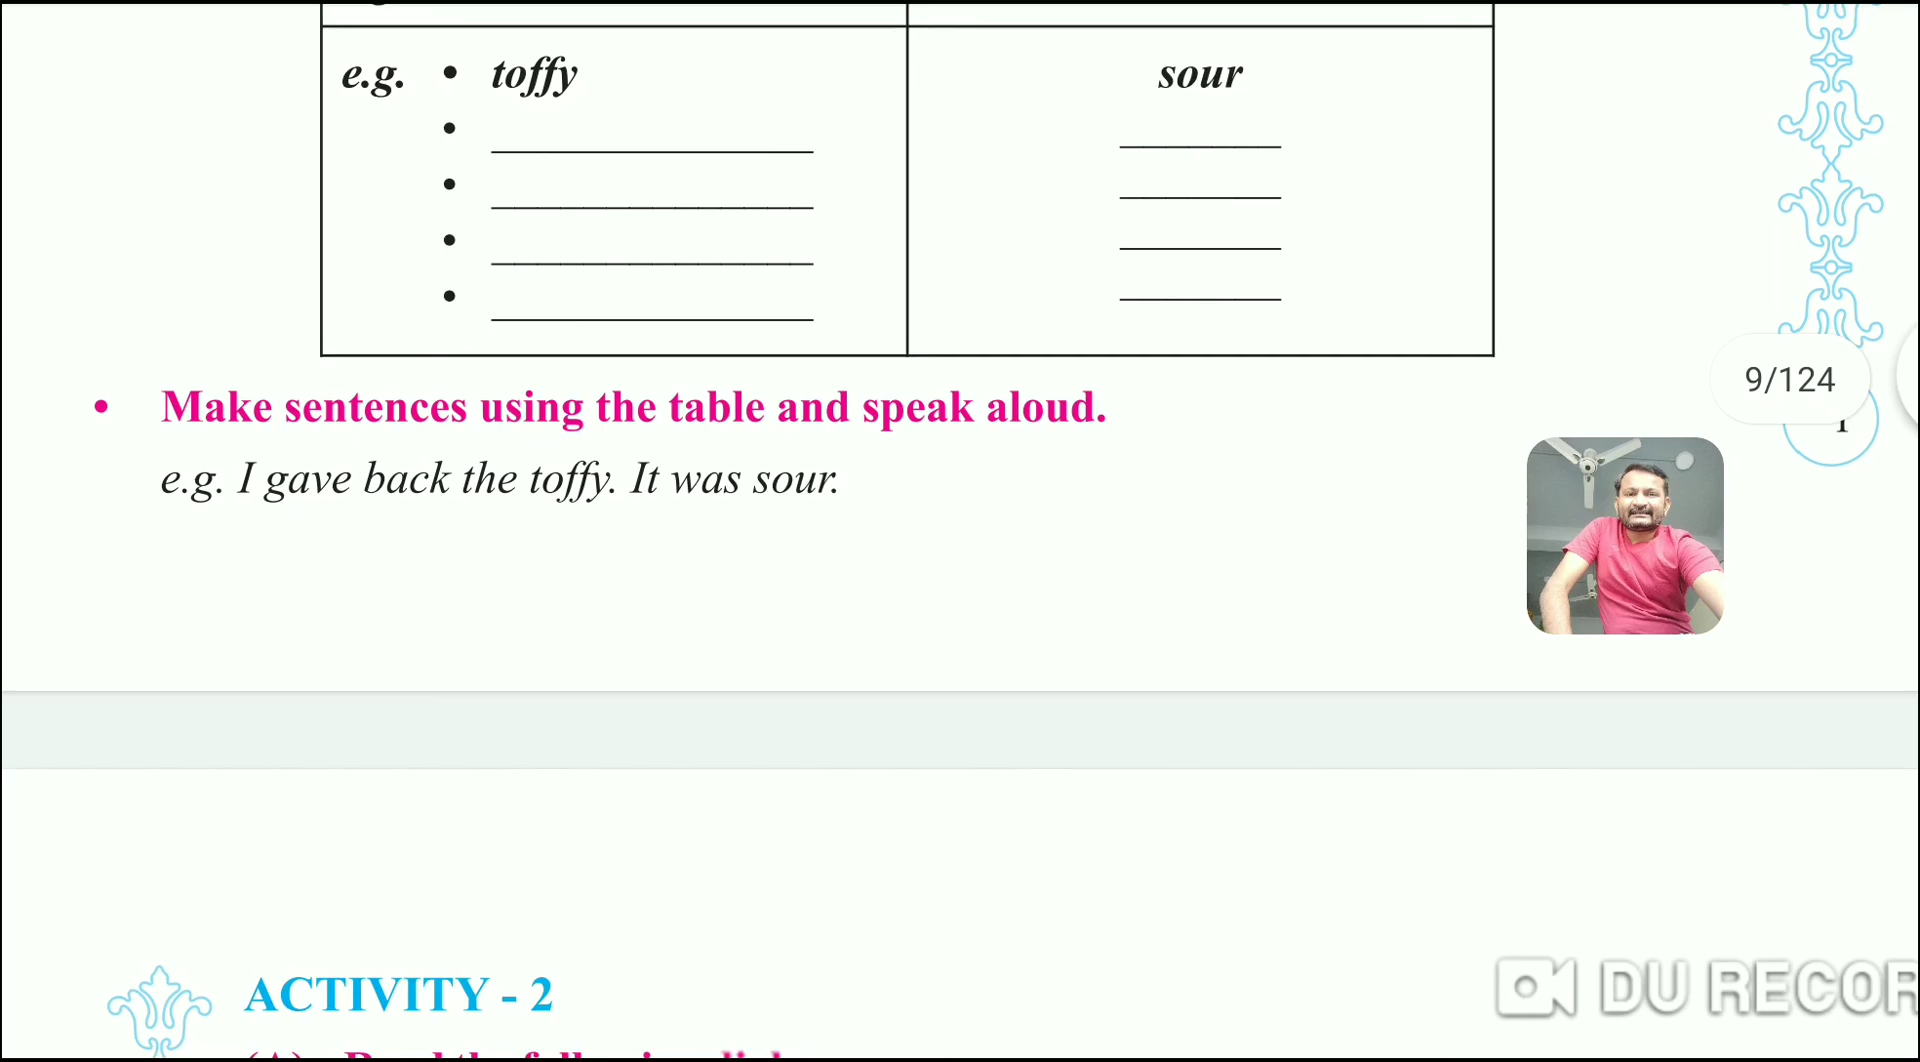 e.g. • toffy sour
•
•
•
•
• Make sentences using the table and speak aloud.
e.g. I gave back the toffy. It was sour.
9/124
1
ACTIVITY - 2
DU RECOR